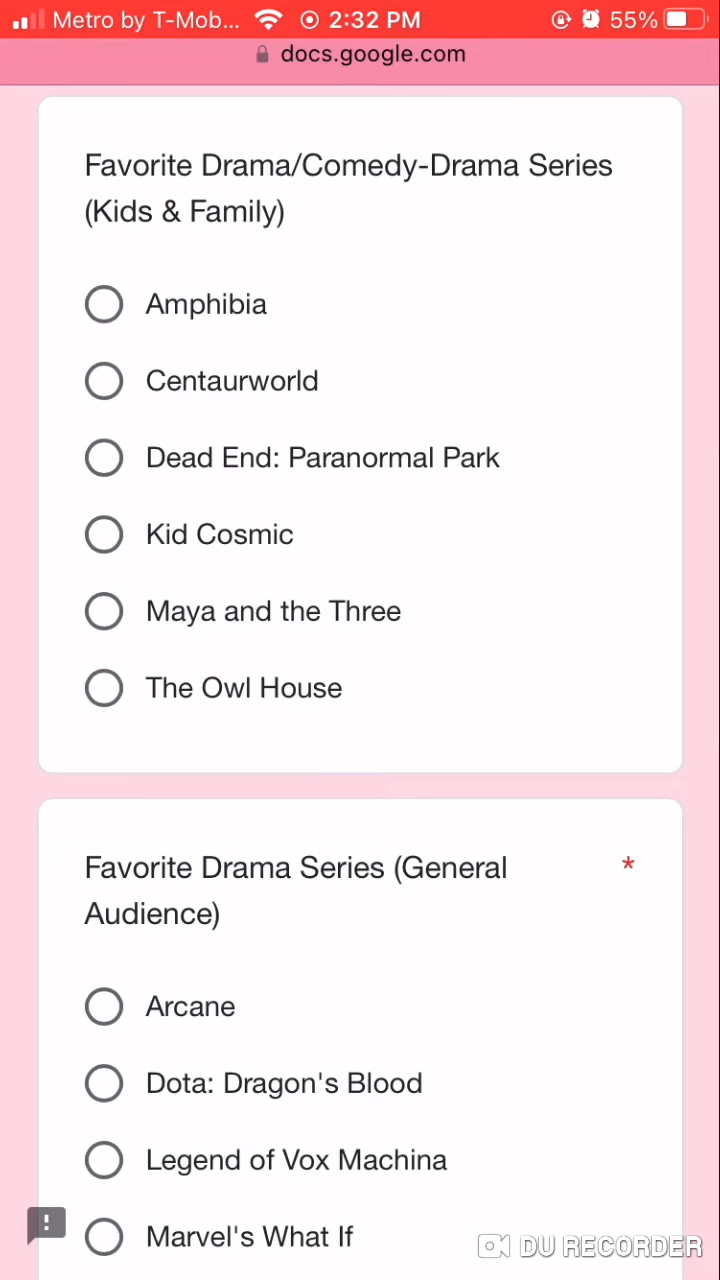 Metro by T-Mob... 2:32 PM 55%
docs.google.com
Favorite Drama/Comedy-Drama Series
(Kids & Family)
Amphibia
Centaurworld
Dead End: Paranormal Park
Kid Cosmic
Maya and the Three
The Owl House
Favorite Drama Series (General *
Audience)
Arcane
Dota: Dragon's Blood
Legend of Vox Machina
Marvel's What If
DU RECORDER